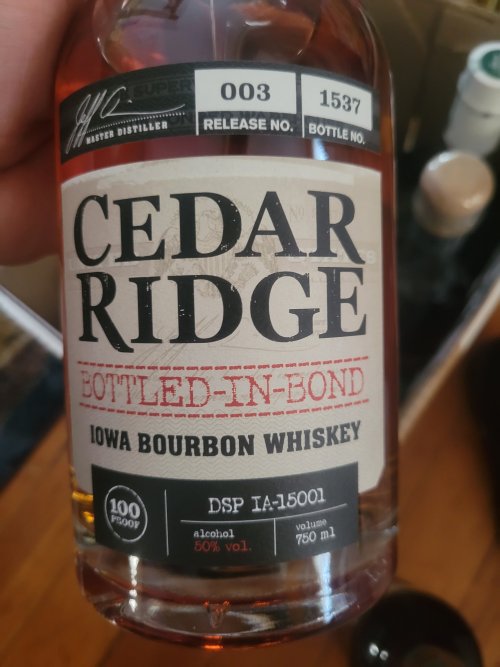 003
1537
MASTER DISTILLER
RELEASE NO.
BOTTLE NO.
CEDAR
RIDGE
BOTTLED-IN-BOND
IOWA BOURBON WHISKEY
100
PROOF
DSP IA-15001
alcohol
50% vol.
volume
750 ml